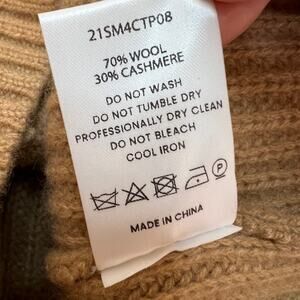 21SM4CTP08
70% WOOL
30% CASHMERE
DO NOT WASH
DO NOT TUMBLE DRY
PROFESSIONALLY DRY CLEAN
DO NOT BLEACH
COOL IRON
P
MADE IN CHINA